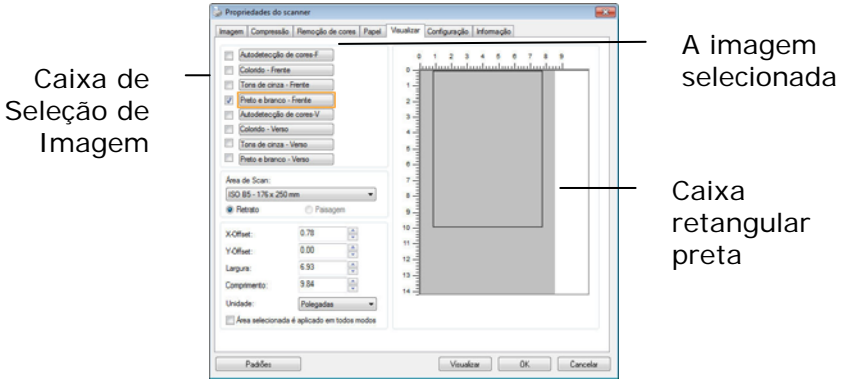 Propriedades do scanner
Imagem Compressão Remoção de cores Papel Visualizar Configuração Informação
Autodetecção de cores-F
Colorido - Frente
Tons de cinza - Frente
Preto e branco - Frente
Autodetecção de cores-V
Colorido - Verso
Tons de cinza - Verso
Preto e branco - Verso
Área de Scan:
ISO B5 - 176 x 250 mm
Retrato Paisagem
X-Offset: 0.78
Y-Offset: 0.00
Largura: 6.93
Comprimento: 9.84
Unidade: Polegadas
Área selecionada é aplicado em todos modos
0 1 2 3 4 5 6 7 8 9
0
1
2
3
4
5
6
7
8
9
10
11
12
13
14
Padrões Visualizar OK Cancelar
Caixa de
Seleção de
Imagem
A imagem
selecionada
Caixa
retangular
preta